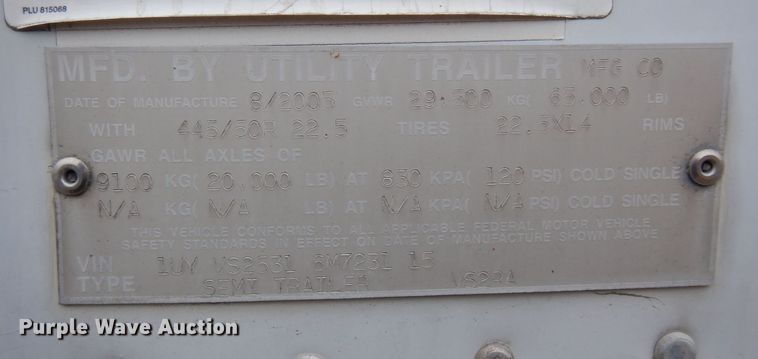 PLU 815068
MFD. BY UTILITY TRAILER MFG CO
DATE OF MANUFACTURE 8/2005 GVWR 29.500 KG( 65.000 LB)
WITH 445/50R 22.5 TIRES 22.5X14 RIMS
GAWR ALL AXLES OF
9100 KG( 20.000 LB) AT 830 KPA( 120 PSI) COLD SINGLE
N/A KG( N/A LB) AT N/A KPA( N/A PSI) COLD SINGLE
THIS VEHICLE CONFORMS TO ALL APPLICABLE FEDERAL MOTOR VEHICLE
SAFETY STANDARDS IN EFFECT ON DATE OF MANUFACTURE SHOWN ABOVE
VIN 1UY VS2531 6M7231 15
TYPE SEMI TRAILER VS2RA
Purple Wave Auction